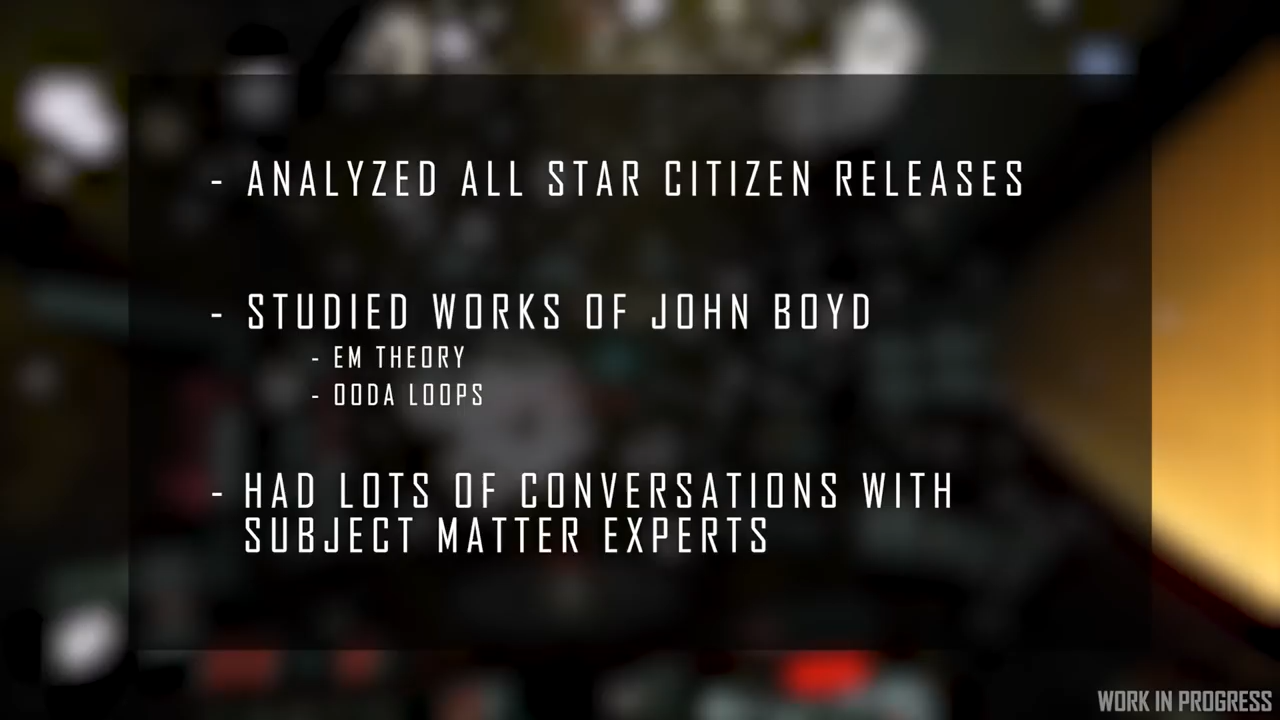 - ANALYZED ALL STAR CITIZEN RELEASES
- STUDIED WORKS OF JOHN BOYD
- EM THEORY
- OODA LOOPS
- HAD LOTS OF CONVERSATIONS WITH
SUBJECT MATTER EXPERTS
WORK IN PROGRESS